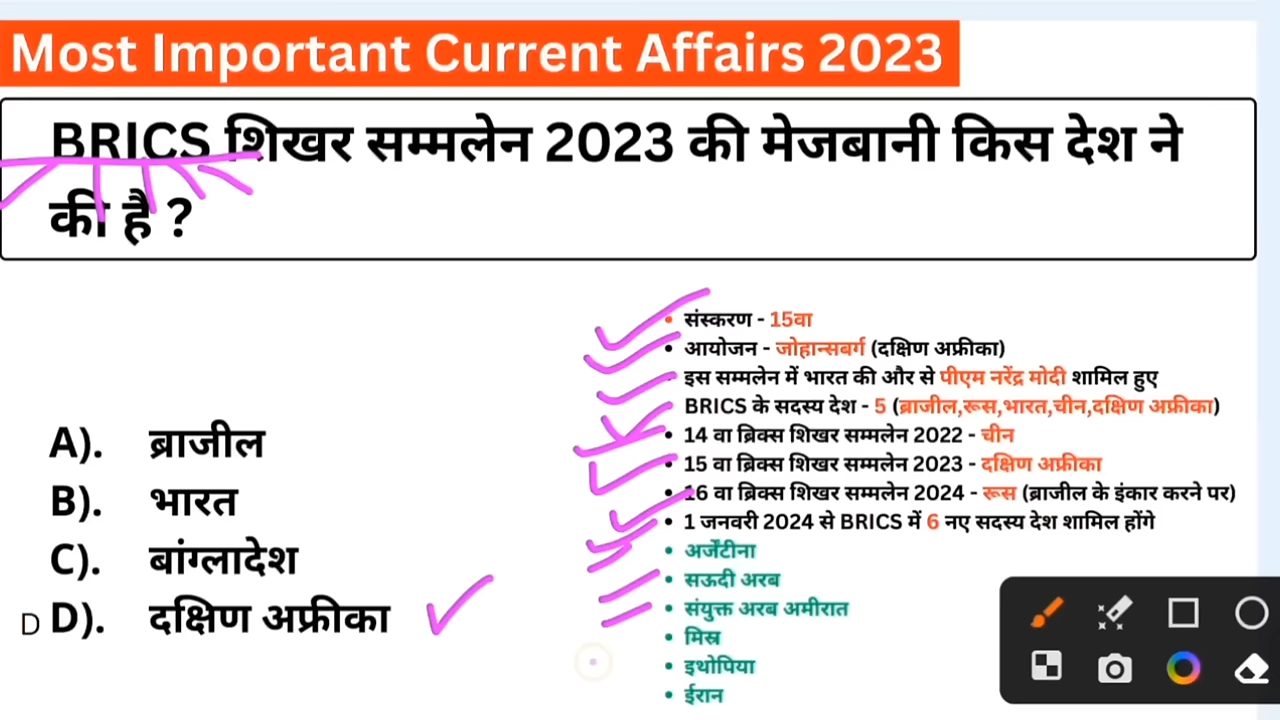 Most Important Current Affairs 2023
BRICS शिखर सम्मलेन 2023 की मेजबानी किस देश ने
की है ?
A). ब्राजील
B). भारत
C). बांग्लादेश
D D). दक्षिण अफ्रीका
• संस्करण - 15वा
• आयोजन - जोहान्सबर्ग (दक्षिण अफ्रीका)
इस सम्मलेन में भारत की और से पीएम नरेंद्र मोदी शामिल हुए
BRICS के सदस्य देश - 5 (ब्राजील,रूस,भारत,चीन,दक्षिण अफ्रीका)
• 14 वा ब्रिक्स शिखर सम्मलेन 2022 - चीन
• 15 वा ब्रिक्स शिखर सम्मलेन 2023 - दक्षिण अफ्रीका
• 16 वा ब्रिक्स शिखर सम्मलेन 2024 - रूस (ब्राजील के इंकार करने पर)
• 1 जनवरी 2024 से BRICS में 6 नए सदस्य देश शामिल होंगे
• अर्जेंटीना
• सऊदी अरब
• संयुक्त अरब अमीरात
• मिस्र
• इथोपिया
• ईरान